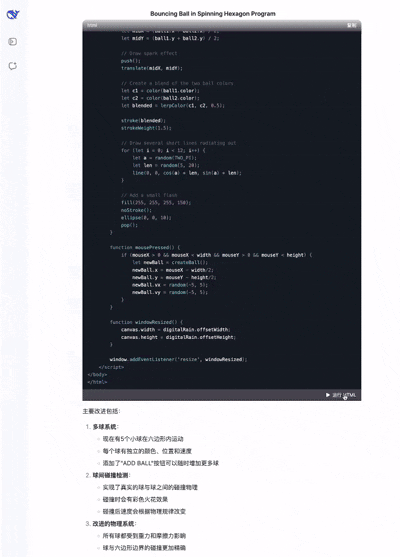 Bouncing Ball in Spinning Hexagon Program
html 复制
let midY = (ball1.y + ball2.y) / 2;
// Draw spark effect
push();
translate(midX, midY);
// Create a blend of the two ball colors
let c1 = color(ball1.color);
let c2 = color(ball2.color);
let blended = lerpColor(c1, c2, 0.5);
stroke(blended);
strokeWeight(1.5);
// Draw several short lines radiating out
for (let i = 0; i < 12; i++) {
let a = random(TWO_PI);
let len = random(5, 20);
line(0, 0, cos(a) * len, sin(a) * len);
}
// Add a small flash
fill(255, 255, 255, 150);
noStroke();
ellipse(0, 0, 10);
pop();
}
function mousePressed() {
if (mouseX > 0 && mouseX < width && mouseY > 0 && mouseY < height) {
let newBall = createBall();
newBall.x = mouseX - width/2;
newBall.y = mouseY - height/2;
newBall.vx = random(-5, 5);
newBall.vy = random(-5, 5);
}
}
function windowResized() {
canvas.width = digitalRain.offsetWidth;
canvas.height = digitalRain.offsetHeight;
}
window.addEventListener('resize', windowResized);
</script>
</body>
</html>
运行 HTML
主要改进包括：
1. 多球系统：
现在有5个小球在六边形内运动
每个球有独立的颜色、位置和速度
添加了"ADD BALL"按钮可以随时增加更多球
2. 球间碰撞检测：
实现了真实的球与球之间的碰撞物理
碰撞时会有彩色火花效果
碰撞后速度会根据物理规律改变
3. 改进的物理系统：
所有球都受到重力和摩擦力影响
球与六边形边界的碰撞更加精确